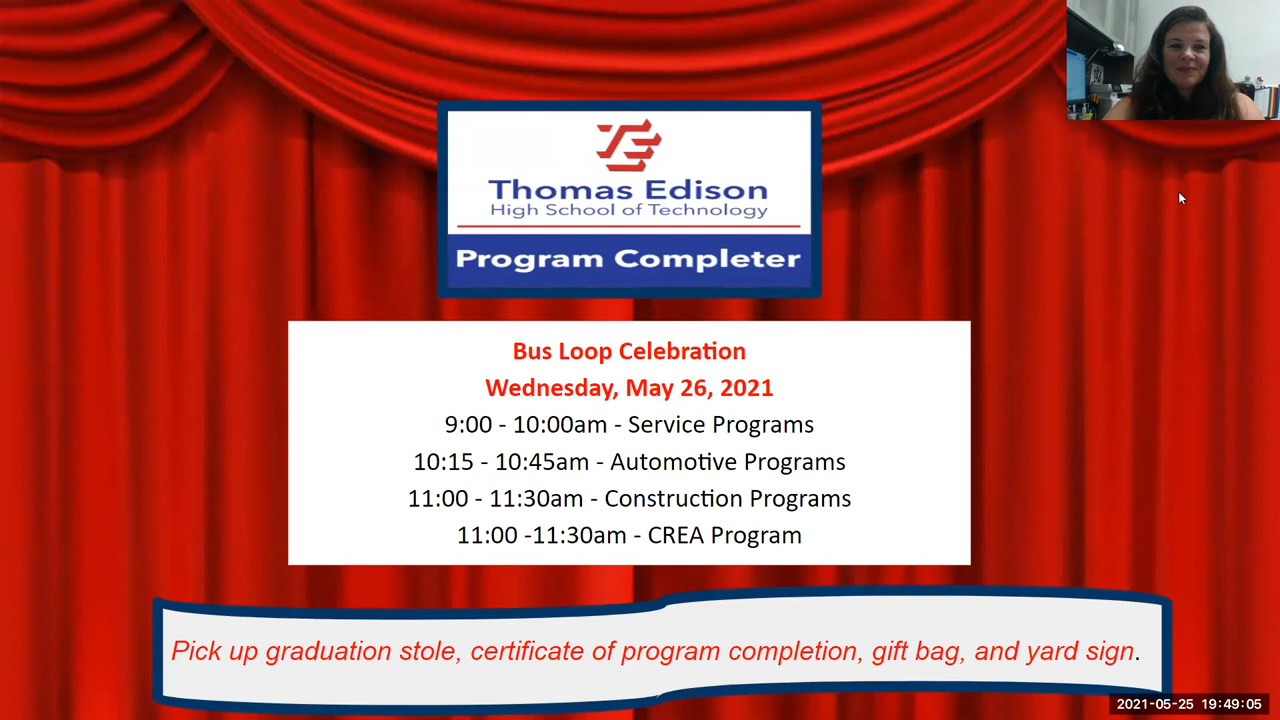 Thomas Edison
High School of Technology
Program Completer
Bus Loop Celebration
Wednesday, May 26, 2021
9:00 - 10:00am - Service Programs
10:15 - 10:45am - Automotive Programs
11:00 - 11:30am - Construction Programs
11:00 -11:30am - CREA Program
Pick up graduation stole, certificate of program completion, gift bag, and yard sign.
2021-05-25 19:49:05